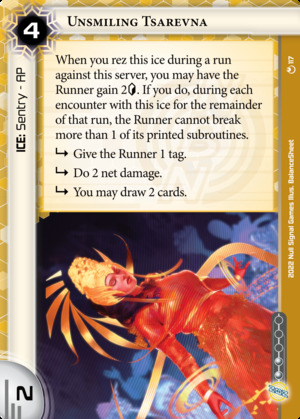 4
UNSMILING TSAREVNA
ICE: Sentry - AP
When you rez this ice during a run
against this server, you may have the
Runner gain 2. If you do, during each
encounter with this ice for the remainder
of that run, the Runner cannot break
more than 1 of its printed subroutines.
Give the Runner 1 tag.
Do 2 net damage.
You may draw 2 cards.
117
2022 Null Signal Games Illus. BalanceSheet
2